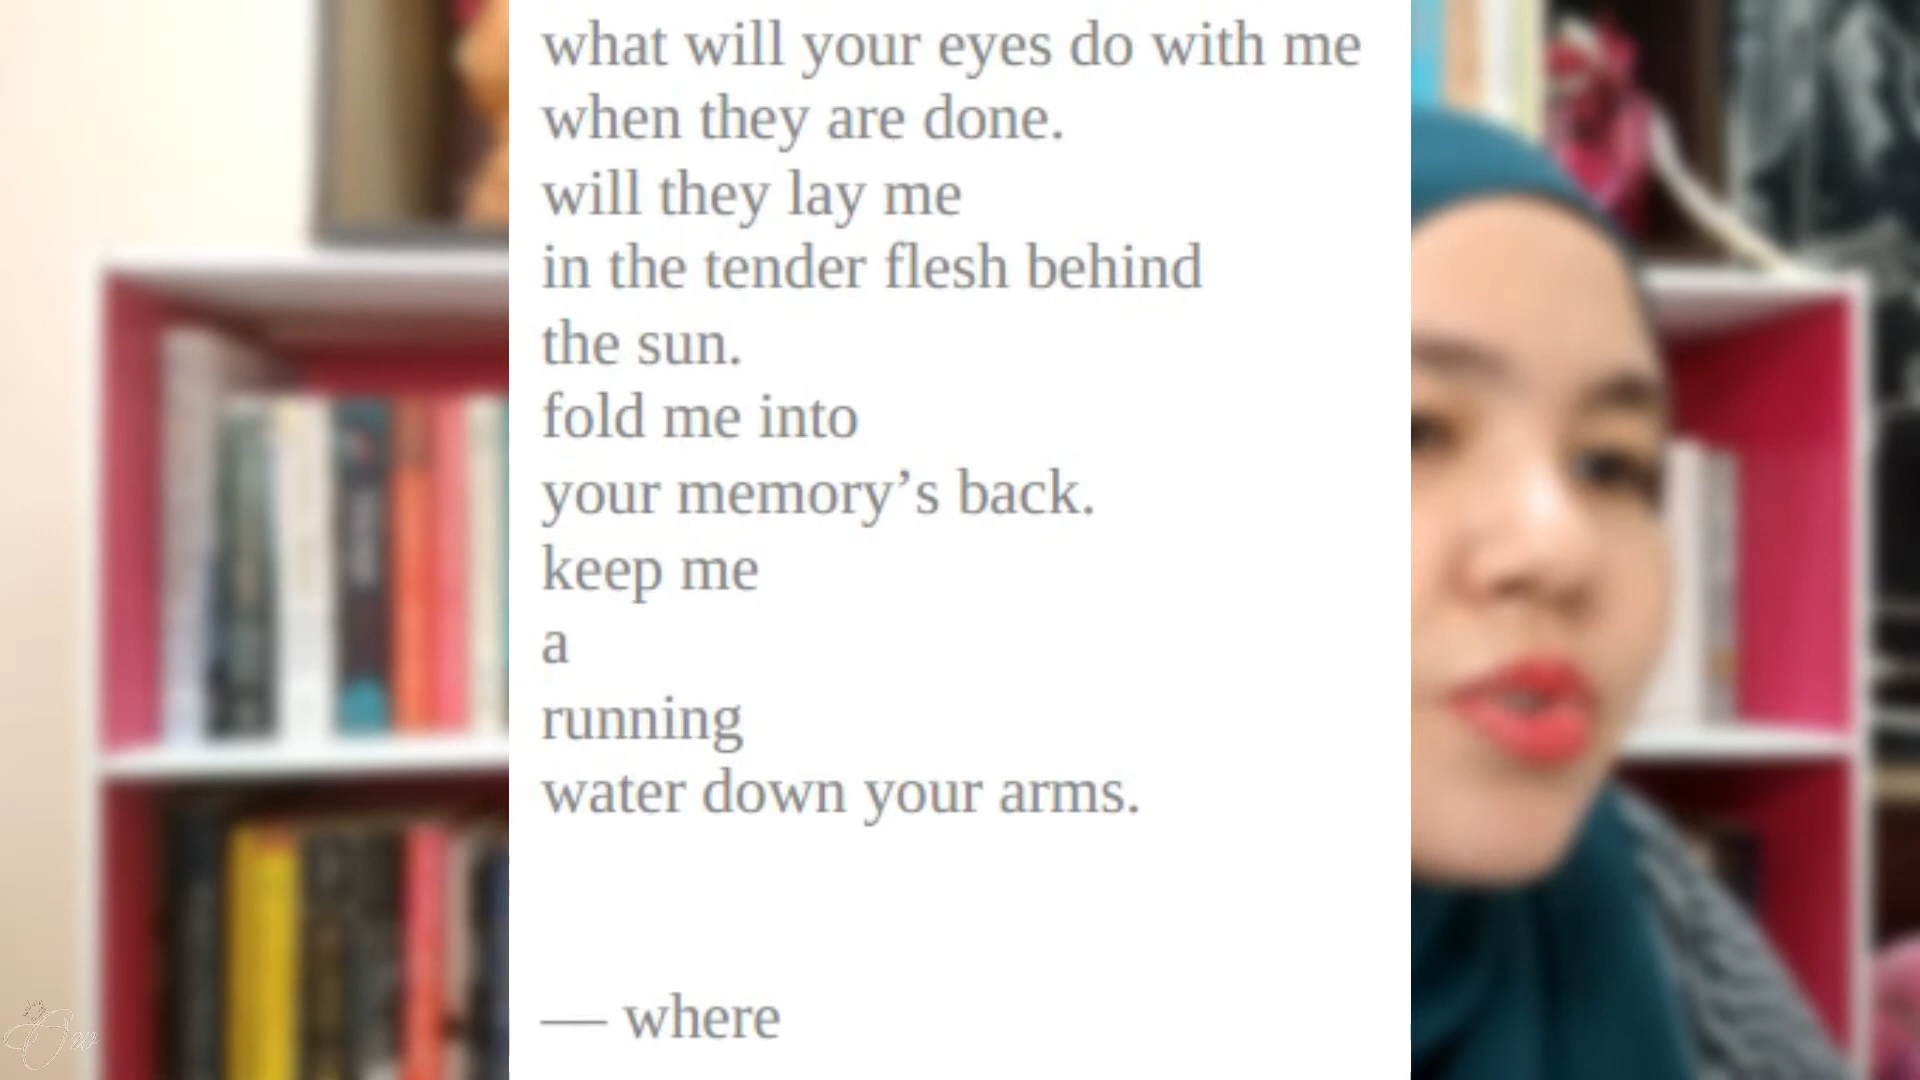 what will your eyes do with me
when they are done.
will they lay me
in the tender flesh behind
the sun.
fold me into
your memory’s back.
keep me
a
running
water down your arms.
— where